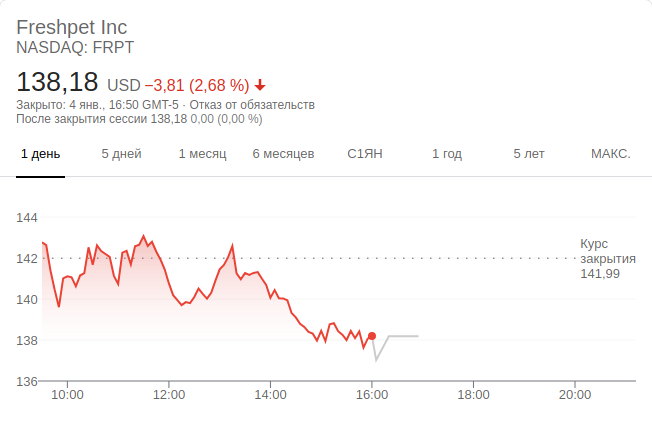 Freshpet Inc
NASDAQ: FRPT
138,18 USD −3,81 (2,68 %)
Закрыто: 4 янв., 16:50 GMT-5 · Отказ от обязательств
После закрытия сессии 138,18 0,00 (0,00 %)
1 день 5 дней 1 месяц 6 месяцев С1ЯН 1 год 5 лет МАКС.
144
142
140
138
136
Курс
закрытия
141,99
10:00 12:00 14:00 16:00 18:00 20:00